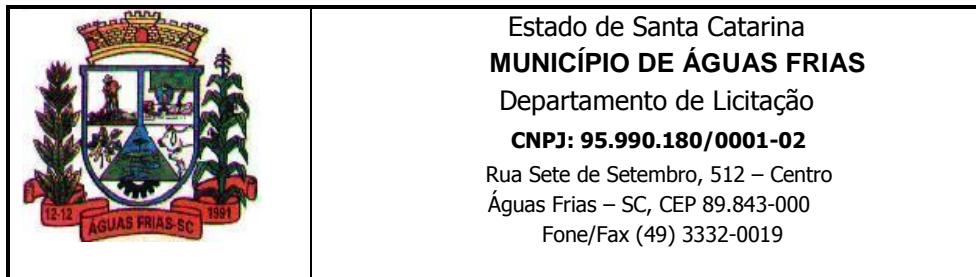 12-12
ÁGUAS FRIAS-SC
1991
Estado de Santa Catarina
MUNICÍPIO DE ÁGUAS FRIAS
Departamento de Licitação
CNPJ: 95.990.180/0001-02
Rua Sete de Setembro, 512 – Centro
Águas Frias – SC, CEP 89.843-000
Fone/Fax (49) 3332-0019